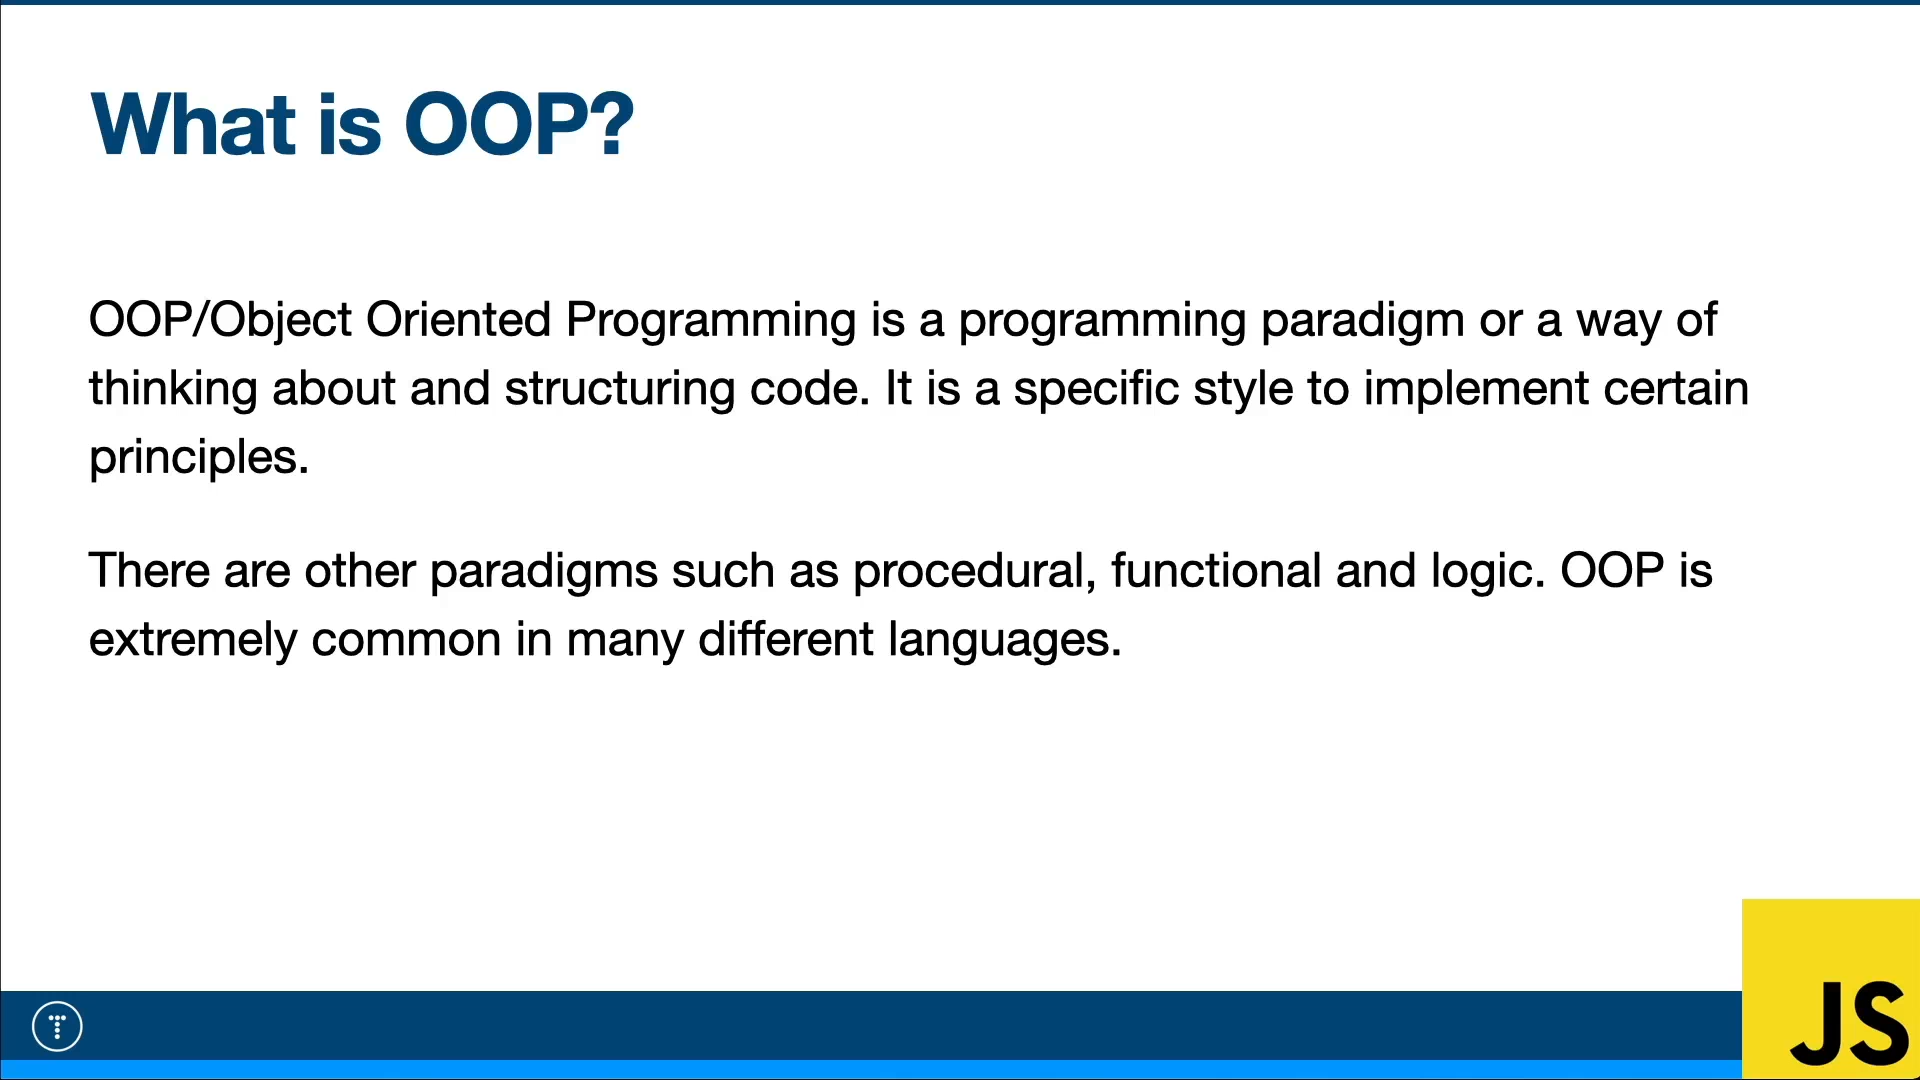 What is OOP?
OOP/Object Oriented Programming is a programming paradigm or a way of
thinking about and structuring code. It is a specific style to implement certain
principles.
There are other paradigms such as procedural, functional and logic. OOP is
extremely common in many different languages.
T
JS